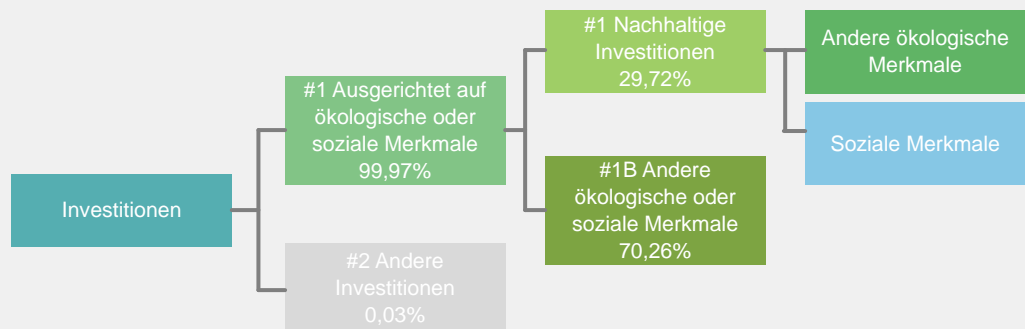 Investitionen
#1 Ausgerichtet auf
ökologische oder
soziale Merkmale
99,97%
#2 Andere
Investitionen
0,03%
#1 Nachhaltige
Investitionen
29,72%
#1B Andere
ökologische oder
soziale Merkmale
70,26%
Andere ökologische
Merkmale
Soziale Merkmale